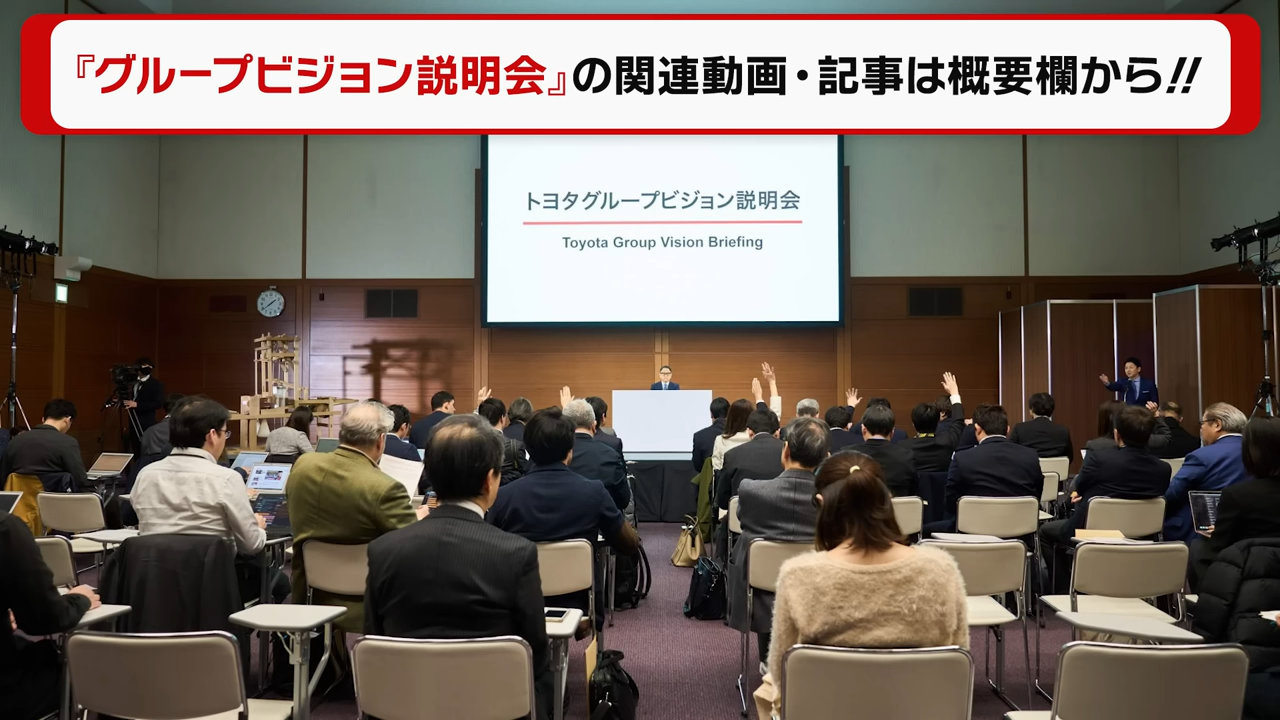 『グループビジョン説明会』の関連動画・記事は概要欄から!!
トヨタグループビジョン説明会
Toyota Group Vision Briefing